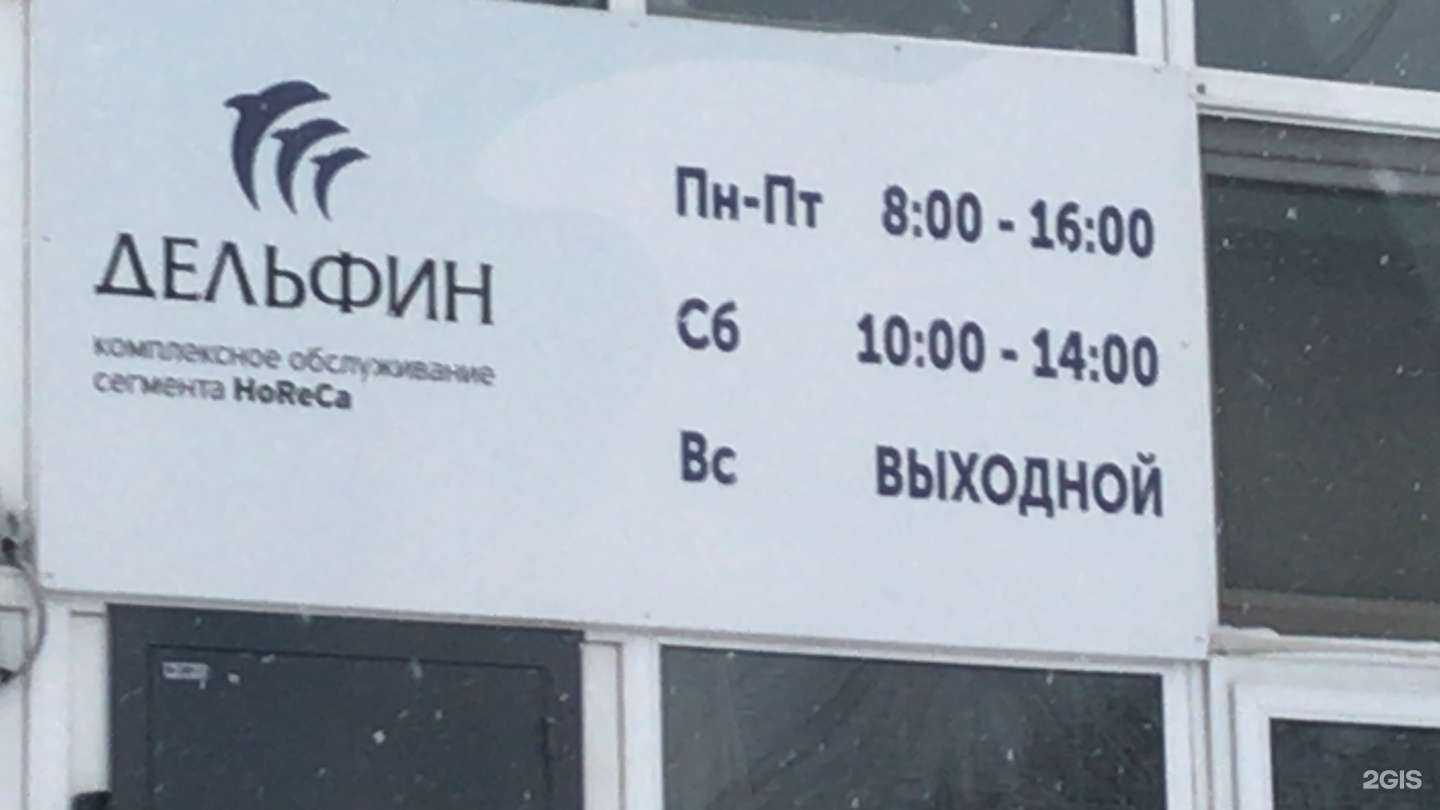 ДЕЛЬФИН
комплексное обслуживание
сегмента HoReCa
Пн-Пт 8:00 - 16:00
Сб 10:00 - 14:00
Вс ВЫХОДНОЙ
2GIS